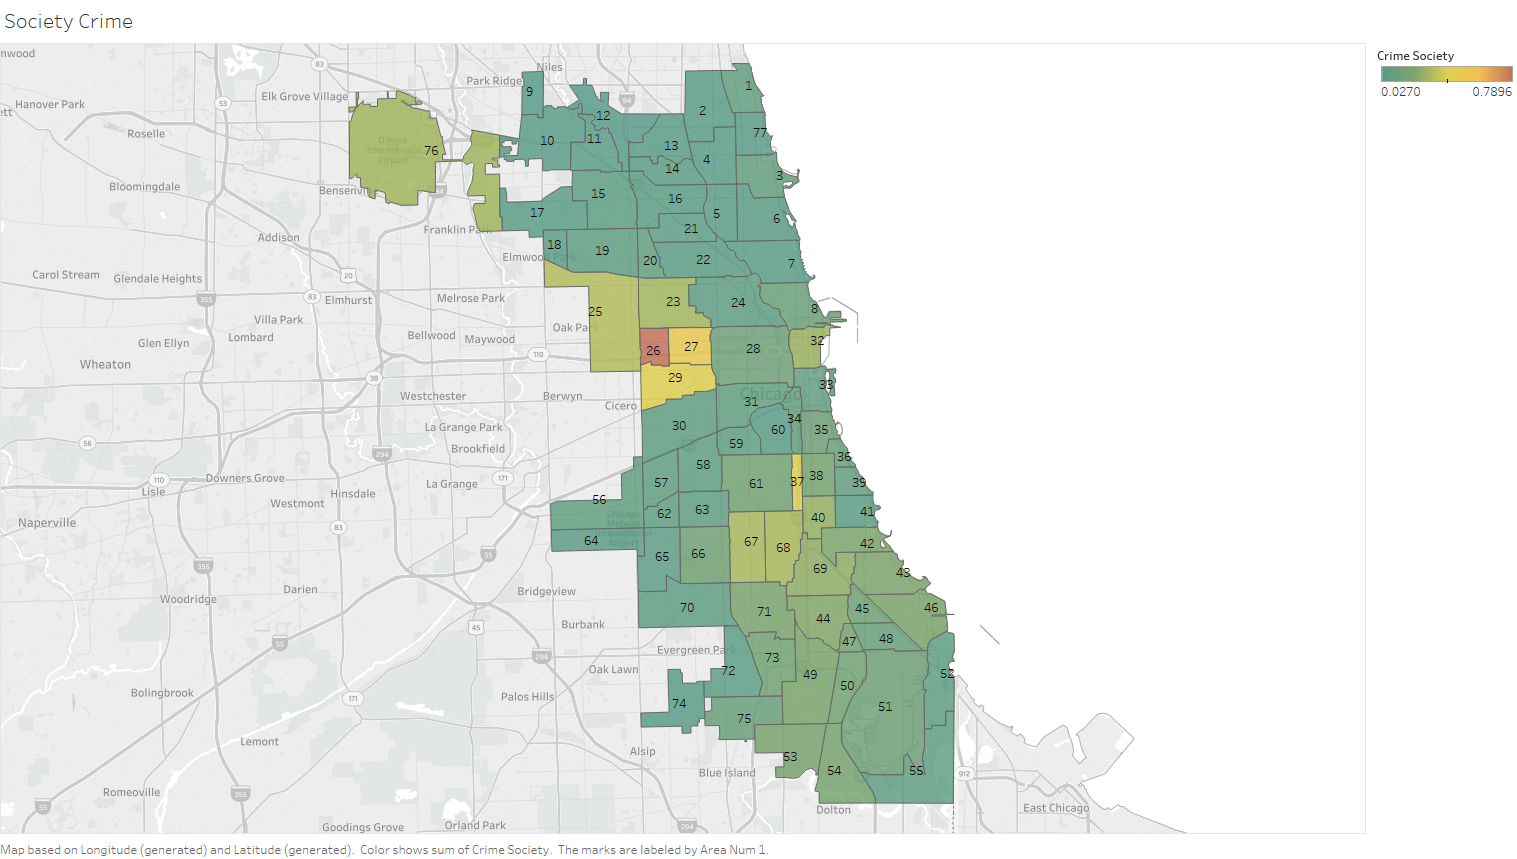 Society Crime
nwood
Niles
83
Park Ridge
Crime Society
1
9
Elk Grove Village
94
0.0270
0.7896
Hanover Park
53
2
12
ett
Roselle
77
11
10
13
O'Hare
International
Airport
76
4
14
3
Bloomingdale
Bensenvi
15
16
17
5
6
Franklin Park
21
Addison
18
19
Elmwood Park
20
22
7
Carol Stream
Glendale Heights
20
355
83
Elmhurst
Melrose Park
23
24
25
8
Villa Park
Oak Park
Lombard
Bellwood
Maywood
Glen Ellyn
32
26
27
28
110
Wheaton
38
29
33
Chicago
Westchester
Berwyn
Cicero
31
34
La Grange Park
30
60
35
56
59
Brookfield
294
36
58
Downers Grove
171
110
La Grange
57
61
37
38
39
Lisle
Hinsdale
56
Westmont
62
63
41
Chicago
Midway
International
Airport
40
Naperville
83
64
67
68
42
55
65
66
355
69
43
Darien
Bridgeview
Woodridge
70
71
45
46
44
Burbank
45
55
47
48
294
Evergreen Park
73
Oak Lawn
72
49
52
50
Bolingbrook
171
Palos Hills
74
51
75
Lemont
Alsip
53
54
55
Blue Island
912
Romeoville
355
55
East Chicago
Dolton
Goodings Grove
Orland Park
294
Map based on Longitude (generated) and Latitude (generated).  Color shows sum of Crime Society.  The marks are labeled by Area Num 1.